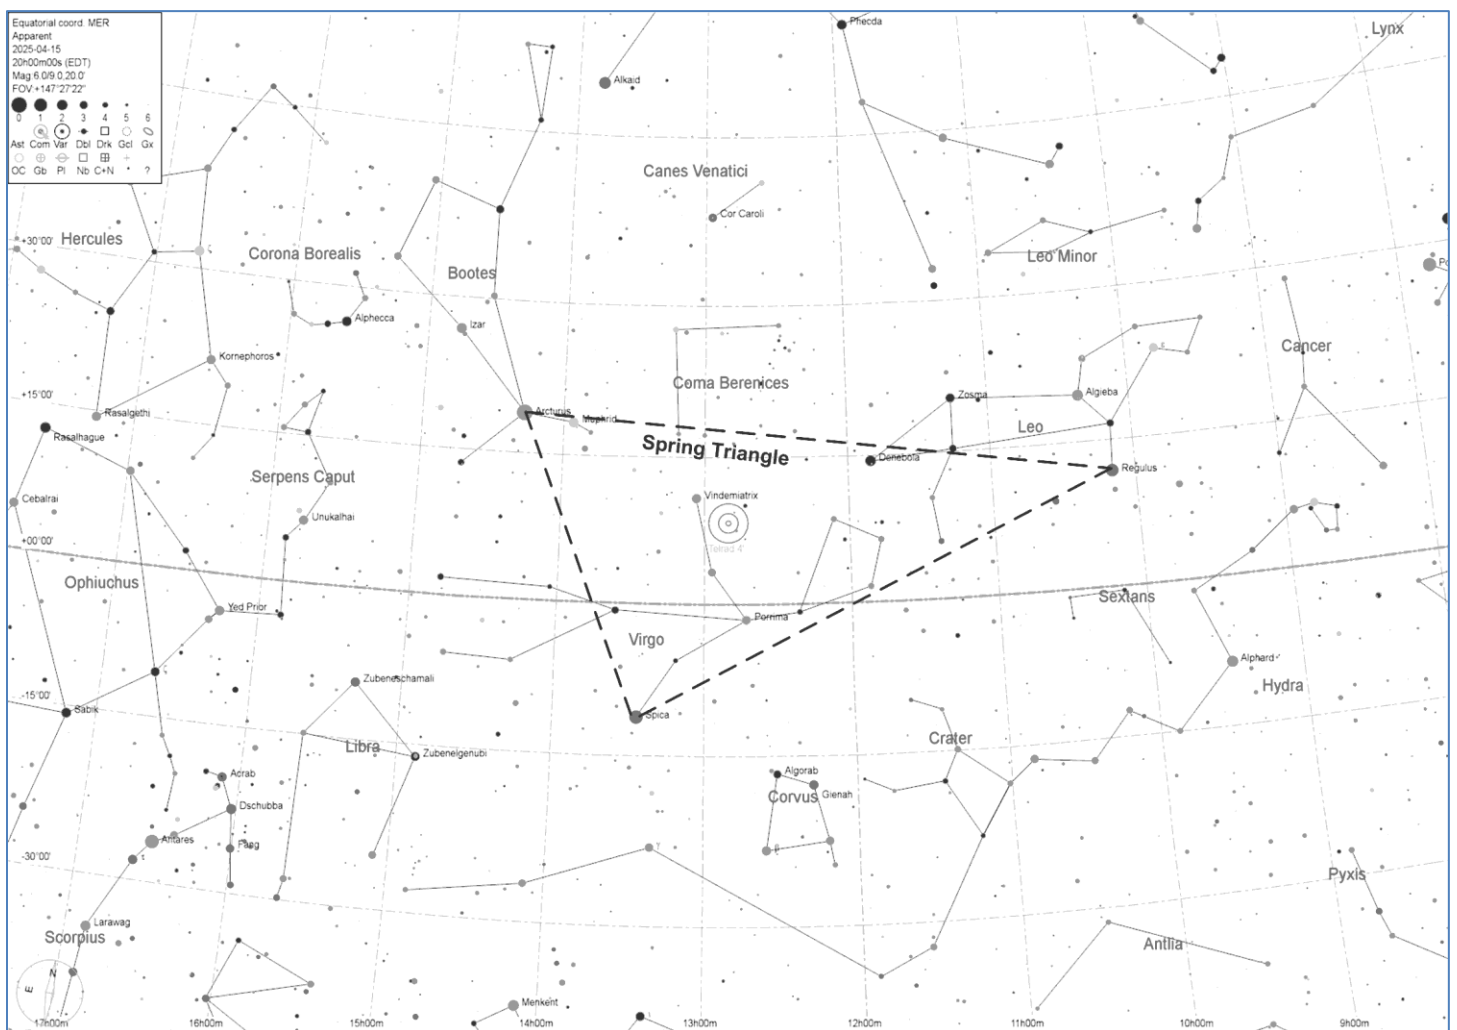 Equatorial coord. MER
Apparent
2025-04-15
20h00m00s (EDT)
Mag:6.0/9.0,20.0'
FOV:+147°27'22"
0 1 2 3 4 5 6
Ast Com Var Dbl Drk Gcl Gx
OC Gb Pl Nb C+N * ?
Phecda
Lynx
Alkaid
Canes Venatici
Cor Caroli
Hercules
+30°00'
Corona Borealis
Bootes
Leo Minor
Po
Alphecca
Izar
Kornephoros
Cancer
Coma Berenices
+15°00'
Rasalgethi
Arcturus
Muphrid
Zosma
Algieba
Rasalhague
Spring Triangle
Leo
Denebola
Regulus
Serpens Caput
Cebalrai
Unukalhai
Vindemiatrix
Telrad 4°
+00°00'
Ophiuchus
Yed Prior
Sextans
Porrima
Virgo
Alphard
Hydra
-15°00'
Zubeneschamali
Sabik
Spica
Libra
Zubenelgenubi
Crater
Acrab
Algorab
Corvus
Gienah
Dschubba
Antares
Fang
-30°00'
Pyxis
Larawag
Scorpius
Antlia
N
E
Menkent
17h00m 16h00m 15h00m 14h00m 13h00m 12h00m 11h00m 10h00m 9h00m